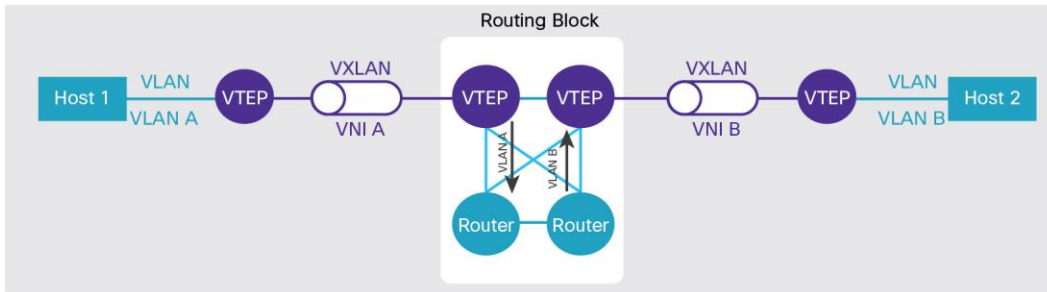 Routing Block
Host 1
VLAN
VLAN A
VTEP
VXLAN
VNI A
VTEP
VTEP
VLAN A
VLAN B
Router
Router
VXLAN
VNI B
VTEP
VLAN
VLAN B
Host 2